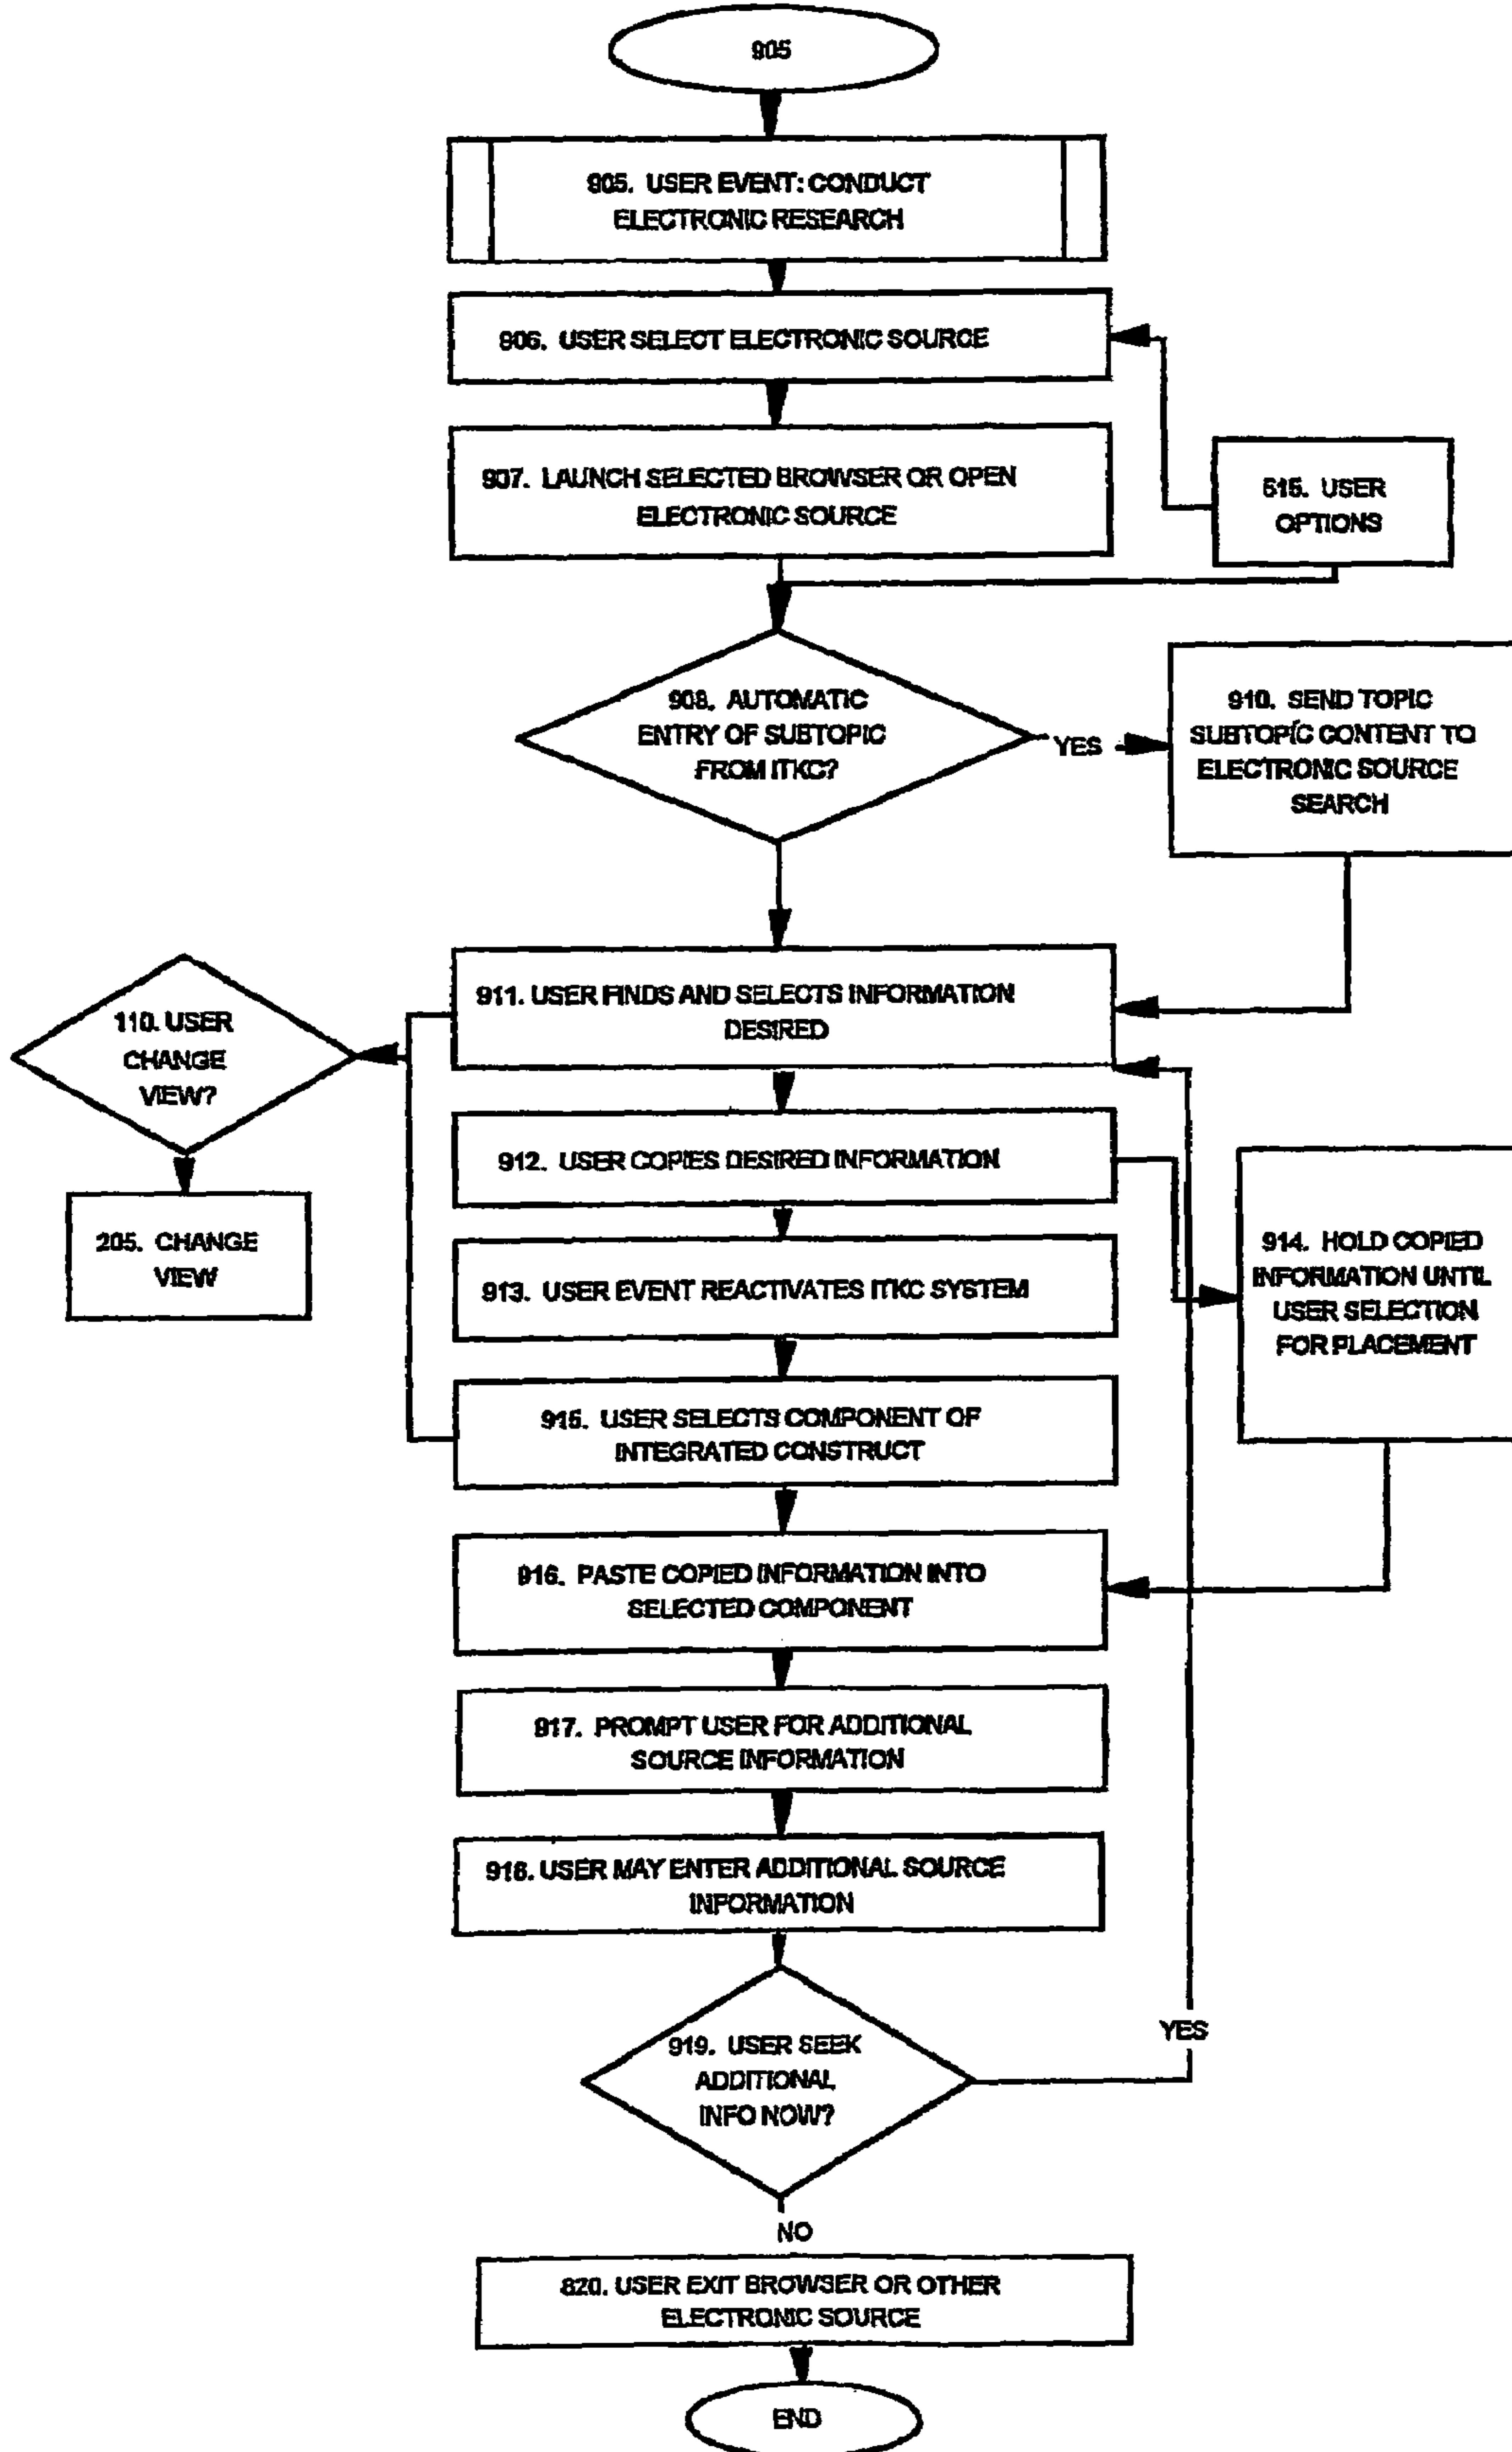 905
905. USER EVENT: CONDUCT
ELECTRONIC RESEARCH
906. USER SELECT ELECTRONIC SOURCE
907. LAUNCH SELECTED BROWSER OR OPEN
ELECTRONIC SOURCE
515. USER
OPTIONS
908. AUTOMATIC
ENTRY OF SUBTOPIC
FROM ITKC?
YES
910. SEND TOPIC
SUBTOPIC CONTENT TO
ELECTRONIC SOURCE
SEARCH
911. USER FINDS AND SELECTS INFORMATION
DESIRED
110. USER
CHANGE
VIEW?
205. CHANGE
VIEW
912. USER COPIES DESIRED INFORMATION
913. USER EVENT REACTIVATES ITKC SYSTEM
914. HOLD COPIED
INFORMATION UNTIL
USER SELECTION
FOR PLACEMENT
915. USER SELECTS COMPONENT OF
INTEGRATED CONSTRUCT
916. PASTE COPIED INFORMATION INTO
SELECTED COMPONENT
917. PROMPT USER FOR ADDITIONAL
SOURCE INFORMATION
918. USER MAY ENTER ADDITIONAL SOURCE
INFORMATION
919. USER SEEK
ADDITIONAL
INFO NOW?
YES
NO
820. USER EXIT BROWSER OR OTHER
ELECTRONIC SOURCE
END